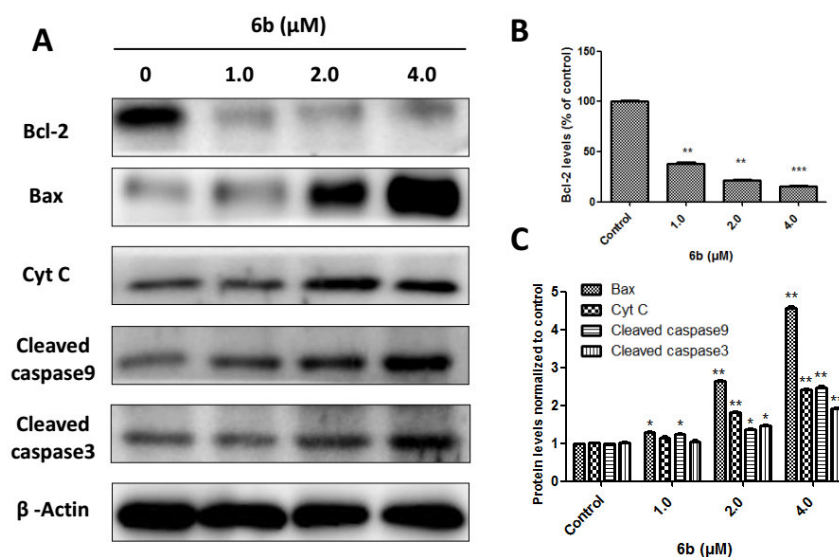 A
6b (μM)
0 1.0 2.0 4.0
Bcl-2
Bax
Cyt C
Cleaved
caspase9
Cleaved
caspase3
β -Actin
B
Bcl-2 levels (% of control)
150
100
50
0
** ** ***
Control 1.0 2.0 4.0
6b (μM)
C
Protein levels normalized to control
5
4
3
2
1
0
Bax
Cyt C
Cleaved caspase9
Cleaved caspase3
* *
** ** * *
** ** ** **
Control 1.0 2.0 4.0
6b (μM)